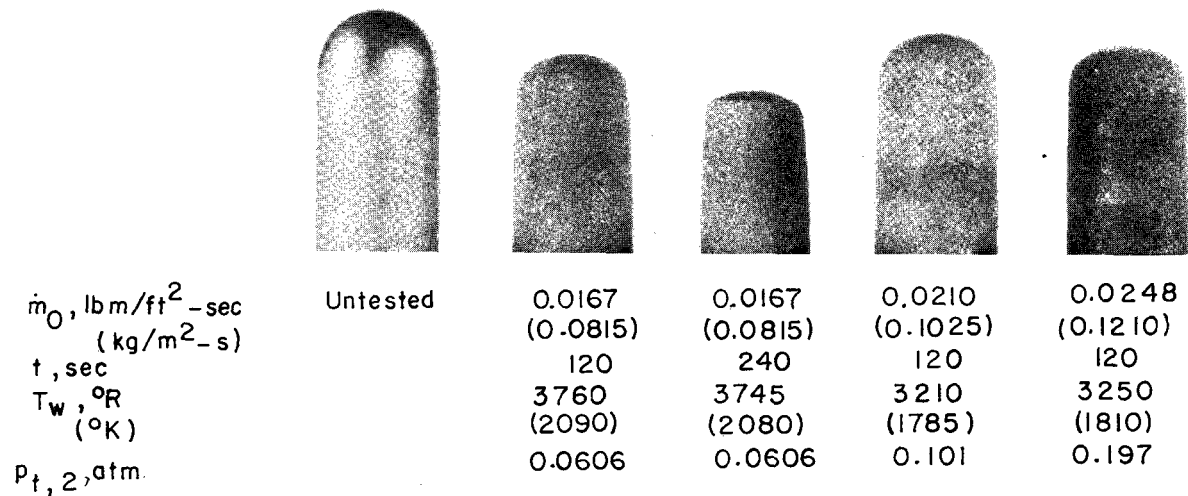 ṁ0, lbm/ft2-sec Untested 0.0167 0.0167 0.0210 0.0248
(kg/m2-s) (0.0815) (0.0815) (0.1025) (0.1210)
t, sec 120 240 120 120
Tw, °R 3760 3745 3210 3250
(°K) (2090) (2080) (1785) (1810)
pt, 2, atm. 0.0606 0.0606 0.101 0.197